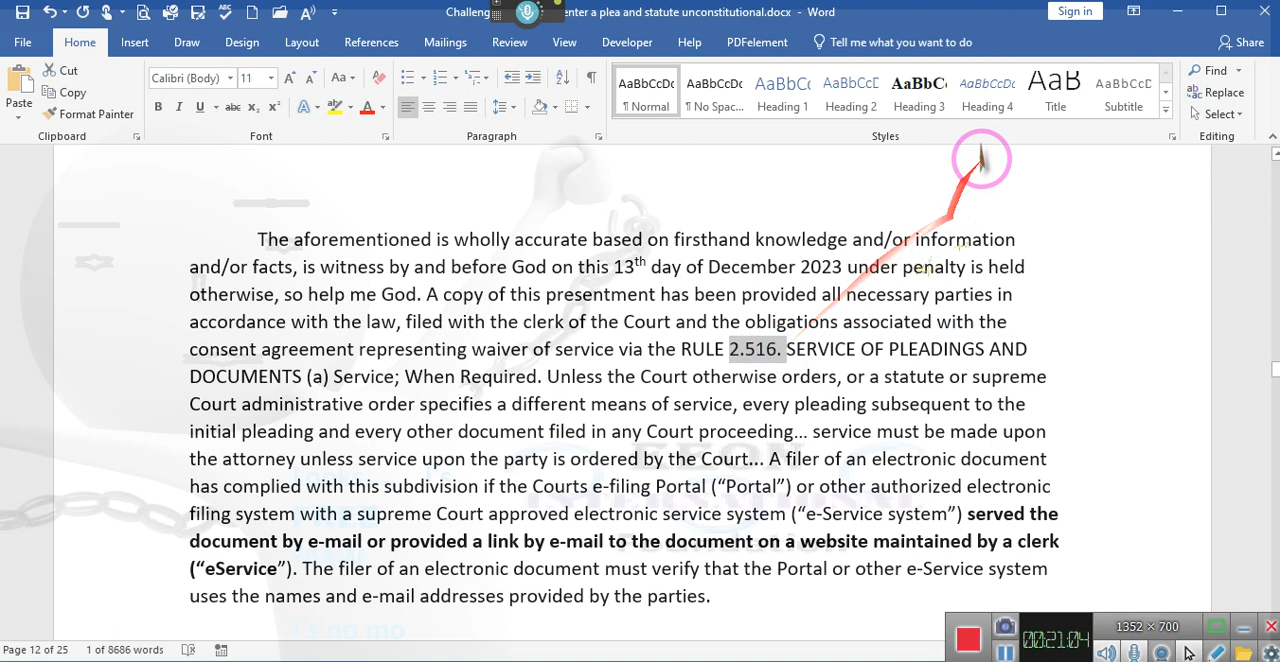 Challeng enter a plea and statute unconstitutional.docx - Word
Sign in
File Home Insert Draw Design Layout References Mailings Review View Developer Help PDFelement Tell me what you want to do Share
Paste
Cut
Copy
Format Painter
Clipboard
Calibri (Body) 11
Font
Paragraph
AaBbCcDc AaBbCcDc AaBbCcD AaBbCcD AaBbC AaBbCcDc AaB AaBbCcD
¶ Normal ¶ No Spac... Heading 1 Heading 2 Heading 3 Heading 4 Title Subtitle
Styles
Find
Replace
Select
Editing
The aforementioned is wholly accurate based on firsthand knowledge and/or information
and/or facts, is witness by and before God on this 13th day of December 2023 under penalty is held
otherwise, so help me God. A copy of this presentment has been provided all necessary parties in
accordance with the law, filed with the clerk of the Court and the obligations associated with the
consent agreement representing waiver of service via the RULE 2.516. SERVICE OF PLEADINGS AND
DOCUMENTS (a) Service; When Required. Unless the Court otherwise orders, or a statute or supreme
Court administrative order specifies a different means of service, every pleading subsequent to the
initial pleading and every other document filed in any Court proceeding... service must be made upon
the attorney unless service upon the party is ordered by the Court... A filer of an electronic document
has complied with this subdivision if the Courts e-filing Portal (“Portal”) or other authorized electronic
filing system with a supreme Court approved electronic service system (“e-Service system”) served the
document by e-mail or provided a link by e-mail to the document on a website maintained by a clerk
(“eService”). The filer of an electronic document must verify that the Portal or other e-Service system
uses the names and e-mail addresses provided by the parties.
Page 12 of 25 1 of 8686 words
1352 × 700
00:21:04